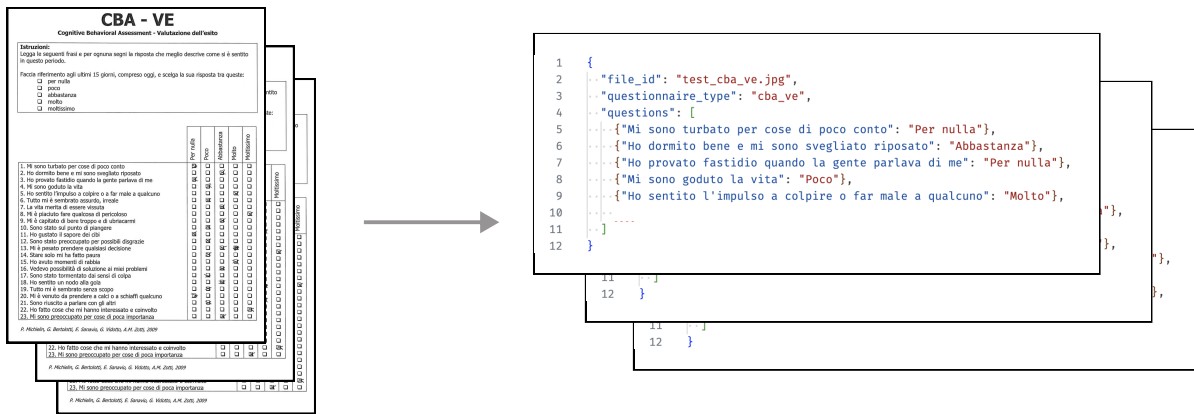 CBA - VE
Cognitive Behavioral Assessment - Valutazione dell'esito
Istruzioni:
Legga le seguenti frasi e per ognuna segni la risposta che meglio descrive come si è sentito
in questo periodo.
Faccia riferimento agli ultimi 15 giorni, compreso oggi, e scelga la sua risposta tra queste:
per nulla
poco
abbastanza
molto
moltissimo
Per nulla
Poco
Abbastanza
Molto
Moltissimo
1. Mi sono turbato per cose di poco conto
2. Ho dormito bene e mi sono svegliato riposato
3. Ho provato fastidio quando la gente parlava di me
4. Mi sono goduto la vita
5. Ho sentito l'impulso a colpire o a far male a qualcuno
6. Tutto mi è sembrato assurdo, irreale
7. La vita merita di essere vissuta
8. Mi è piaciuto fare qualcosa di pericoloso
9. Mi è capitato di bere troppo e di ubriacarmi
10. Sono stato sul punto di piangere
11. Ho gustato il sapore dei cibi
12. Sono stato preoccupato per possibili disgrazie
13. Mi è pesato prendere qualsiasi decisione
14. Stare solo mi ha fatto paura
15. Ho avuto momenti di rabbia
16. Vedevo possibilità di soluzione ai miei problemi
17. Sono stato tormentato dai sensi di colpa
18. Ho sentito un nodo alla gola
19. Tutto mi è sembrato senza scopo
20. Mi è venuto da prendere a calci o a schiaffi qualcuno
21. Sono riuscito a parlare con gli altri
22. Ho fatto cose che mi hanno interessato e coinvolto
23. Mi sono preoccupato per cose di poca importanza
P. Michielin, G. Bertolotti, E. Sanavio, G. Vidotto, A.M. Zotti, 2009
Moltissimo
22. Ho fatto cose che mi hanno interessato e coinvolto
23. Mi sono preoccupato per cose di poca importanza
P. Michielin, G. Bertolotti, E. Sanavio, G. Vidotto, A.M. Zotti, 2009
Moltissimo
23. Mi sono preoccupato per cose di poca importanza
P. Michielin, G. Bertolotti, E. Sanavio, G. Vidotto, A.M. Zotti, 2009
1 {
2 "file_id": "test_cba_ve.jpg",
3 "questionnaire_type": "cba_ve",
4 "questions": [
5 {"Mi sono turbato per cose di poco conto": "Per nulla"},
6 {"Ho dormito bene e mi sono svegliato riposato": "Abbastanza"},
7 {"Ho provato fastidio quando la gente parlava di me": "Per nulla"},
8 {"Mi sono goduto la vita": "Poco"},
9 {"Ho sentito l'impulso a colpire o far male a qualcuno": "Molto"},
10 ....
11 ]
12 }
11 ]
12 }
11 ]
12 }